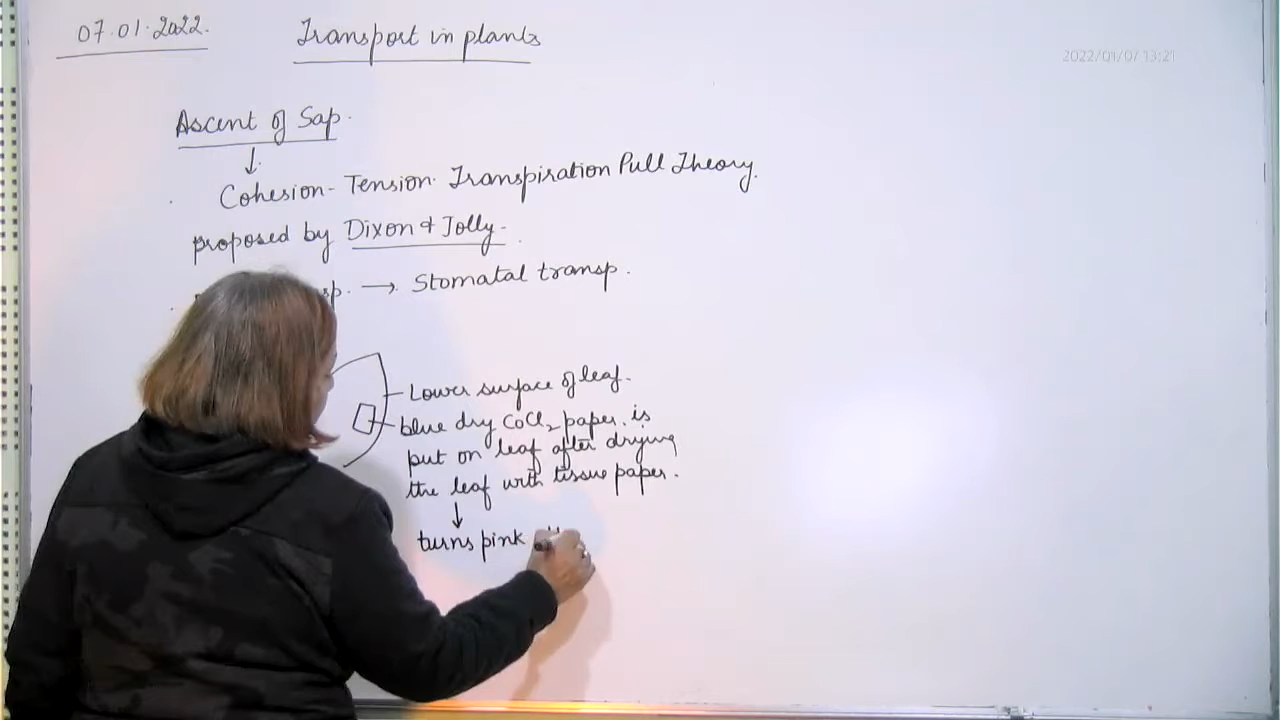 07.01.2022.
Transport in plants
2022/01/07 13:21
Ascent of Sap.
↓
Cohesion - Tension. Transpiration Pull Theory.
proposed by Dixon & Jolly -
→ Stomatal transp.
Lower surface of leaf.
blue dry CoCl₂ paper. is
put on leaf after drying
the leaf with tissue paper.
↓
turns pink